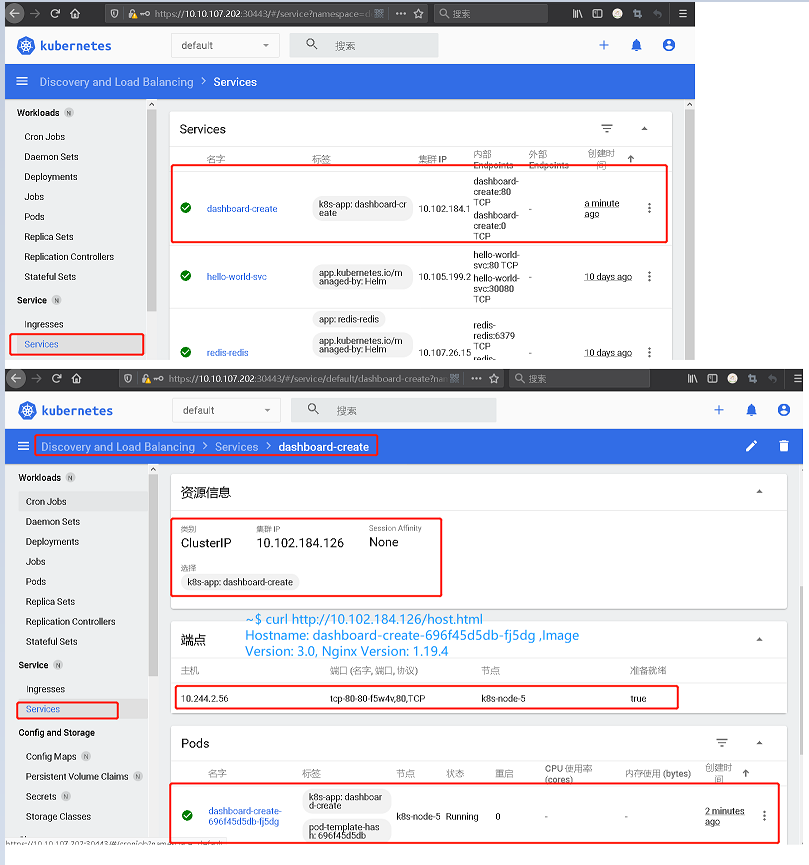 https://10.10.107.202:30443/#/service?namespace=d
搜索
kubernetes
default
搜索
Discovery and Load Balancing > Services
Workloads N
Cron Jobs
Daemon Sets
Deployments
Jobs
Pods
Replica Sets
Replication Controllers
Stateful Sets
Service N
Ingresses
Services
Services
名字 标签 集群 IP 内部 Endpoints 外部 Endpoints 创建时间
dashboard-create
k8s-app: dashboard-cr
eate
10.102.184.1
dashboard-
create:80
TCP
dashboard-
create:0
TCP
-
a minute
ago
hello-world-svc
app.kubernetes.io/m
anaged-by: Helm
10.105.199.2
hello-world-
svc:80 TCP
hello-world-
svc:30080
TCP
-
10 days ago
redis-redis
app: redis-redis
app.kubernetes.io/m
anaged-by: Helm
10.107.26.15
redis-
redis:6379
TCP
redis-
-
10 days ago
https://10.10.107.202:30443/#/service/default/dashboard-create?na
搜索
kubernetes
default
搜索
Discovery and Load Balancing > Services > dashboard-create
Workloads N
Cron Jobs
Daemon Sets
Deployments
Jobs
Pods
Replica Sets
Replication Controllers
Stateful Sets
Service N
Ingresses
Services
Config and Storage
Config Maps N
Persistent Volume Claims N
Secrets N
Storage Classes
资源信息
类别 集群 IP Session Affinity
ClusterIP 10.102.184.126 None
选择
k8s-app: dashboard-create
~$ curl http://10.102.184.126/host.html
Hostname: dashboard-create-696f45d5db-fj5dg ,Image
Version: 3.0, Nginx Version: 1.19.4
端点
主机 端口 (名字, 端口, 协议) 节点 准备就绪
10.244.2.56 tcp-80-80-f5w4v,80,TCP k8s-node-5 true
Pods
名字 标签 节点 状态 重启 CPU 使用率 (cores) 内存使用 (bytes) 创建时间
dashboard-create-
696f45d5db-fj5dg
k8s-app: dashboar
d-create
pod-template-has
h: 696f45d5db
k8s-node-5 Running 0 - -
2 minutes
ago